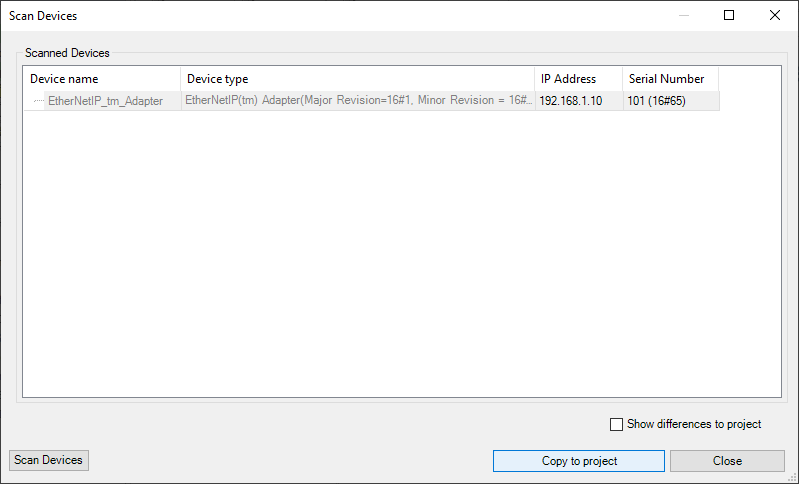 Scan Devices
Scanned Devices
Device name Device type IP Address Serial Number
EtherNetIP_tm_Adapter EtherNetIP(tm) Adapter(Major Revision=16#1, Minor Revision = 16#... 192.168.1.10 101 (16#65)
Show differences to project
Scan Devices Copy to project Close